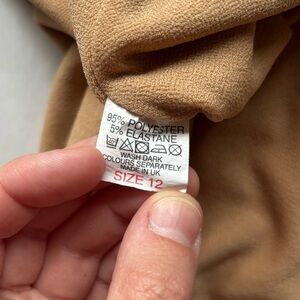 95% POLYESTER
5% ELASTANE
WASH DARK
COLOURS SEPARATELY
MADE IN UK
SIZE 12